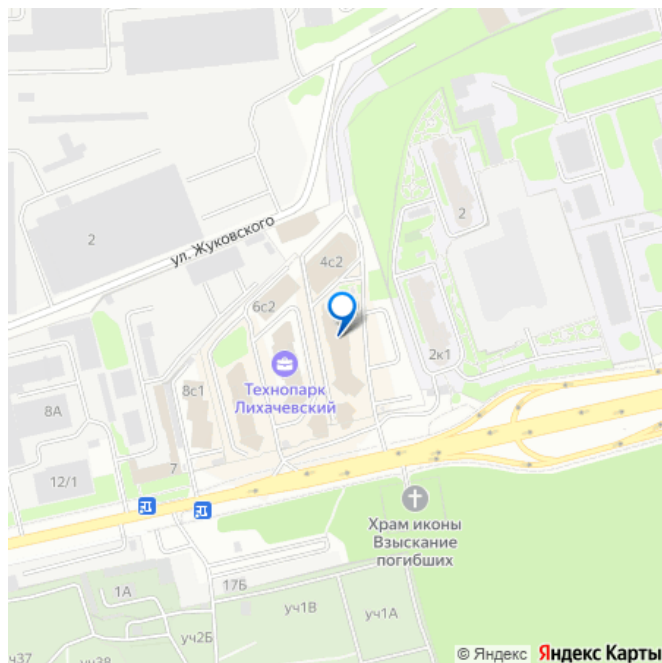 2
ул. Жуковского
2
4с2
6с2
2к1
Технопарк
Лихачевский
8с1
8А
7
12/1
Храм иконы
Взыскание
погибших
17Б
1А
уч1В
уч1А
уч2Б
уч37
уч38
© Яндекс Яндекс Карты